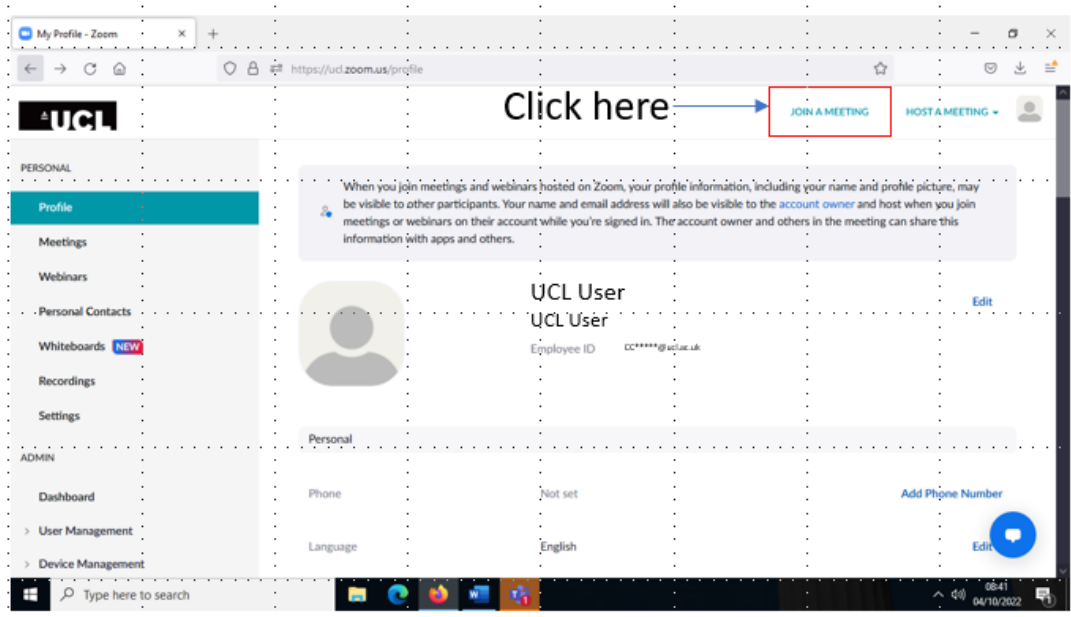 My Profile - Zoom
https://ucl.zoom.us/profile
UCL
Click here
JOIN A MEETING
HOST A MEETING
PERSONAL
Profile
Meetings
Webinars
Personal Contacts
Whiteboards NEW
Recordings
Settings
ADMIN
Dashboard
User Management
Device Management
When you join meetings and webinars hosted on Zoom, your profile information, including your name and profile picture, may
be visible to other participants. Your name and email address will also be visible to the account owner and host when you join
meetings or webinars on their account while you're signed in. The account owner and others in the meeting can share this
information with apps and others.
UCL User
Edit
UCL User
Employee ID CC*****@ucl.ac.uk
Personal
Phone Not set Add Phone Number
Language English Edit
Type here to search
08:41
04/10/2022